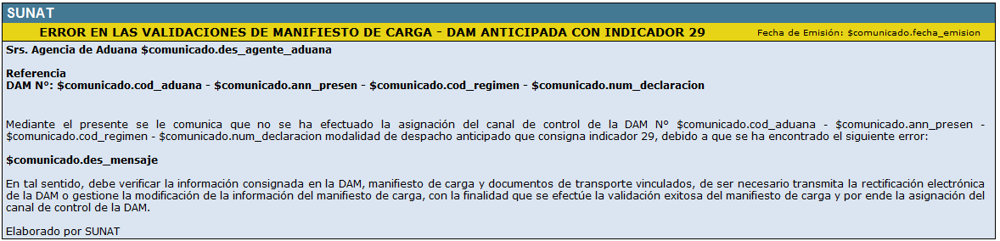 SUNAT
ERROR EN LAS VALIDACIONES DE MANIFIESTO DE CARGA - DAM ANTICIPADA CON INDICADOR 29 Fecha de Emisión: $comunicado.fecha_emision
Srs. Agencia de Aduana $comunicado.des_agente_aduana
Referencia
DAM N°: $comunicado.cod_aduana - $comunicado.ann_presen - $comunicado.cod_regimen - $comunicado.num_declaracion
Mediante el presente se le comunica que no se ha efectuado la asignación del canal de control de la DAM N° $comunicado.cod_aduana - $comunicado.ann_presen -
$comunicado.cod_regimen - $comunicado.num_declaracion modalidad de despacho anticipado que consigna indicador 29, debido a que se ha encontrado el siguiente error:
$comunicado.des_mensaje
En tal sentido, debe verificar la información consignada en la DAM, manifiesto de carga y documentos de transporte vinculados, de ser necesario transmita la rectificación electrónica
de la DAM o gestione la modificación de la información del manifiesto de carga, con la finalidad que se efectúe la validación exitosa del manifiesto de carga y por ende la asignación del
canal de control de la DAM.
Elaborado por SUNAT